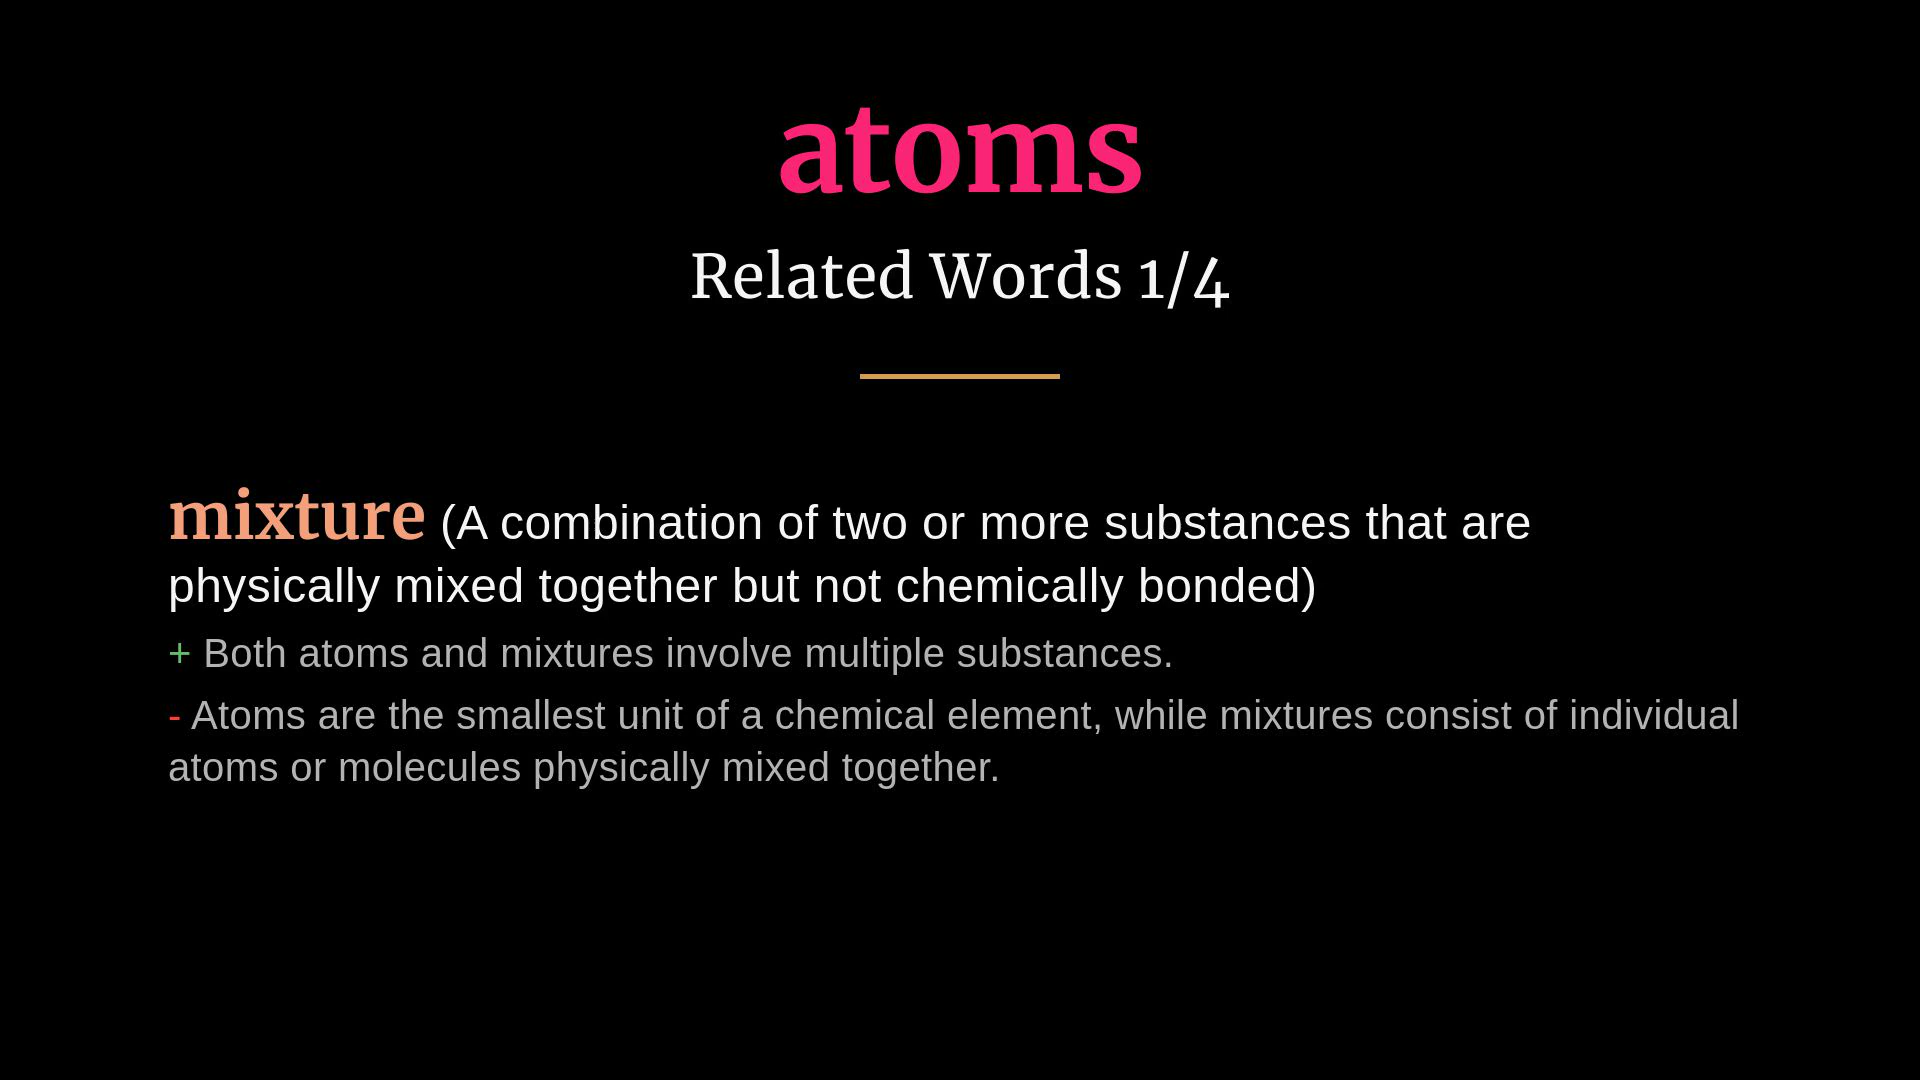 atoms
Related Words 1/4
mixture (A combination of two or more substances that are
physically mixed together but not chemically bonded)
+ Both atoms and mixtures involve multiple substances.
- Atoms are the smallest unit of a chemical element, while mixtures consist of individual
atoms or molecules physically mixed together.